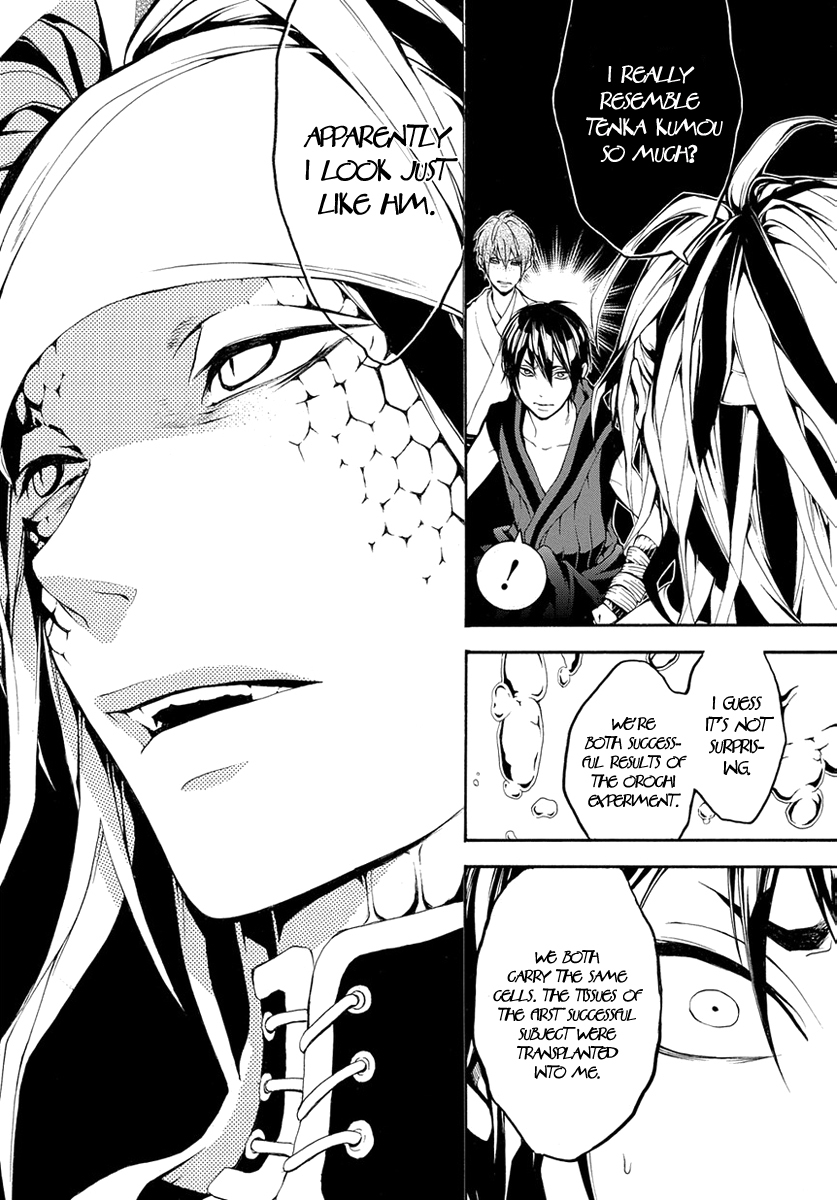 I REALLY
RESEMBLE
TENKA KUMOU
SO MUCH?
!
APPARENTLY
I LOOK JUST
LIKE HIM.
I GUESS
IT'S NOT
SURPRIS-
ING.
WE'RE
BOTH SUCCESS-
FUL RESULTS OF
THE OROCHI
EXPERIMENT.
WE BOTH
CARRY THE SAME
CELLS. THE TISSUES OF
THE FIRST SUCCESSFUL
SUBJECT WERE
TRANSPLANTED
INTO ME.